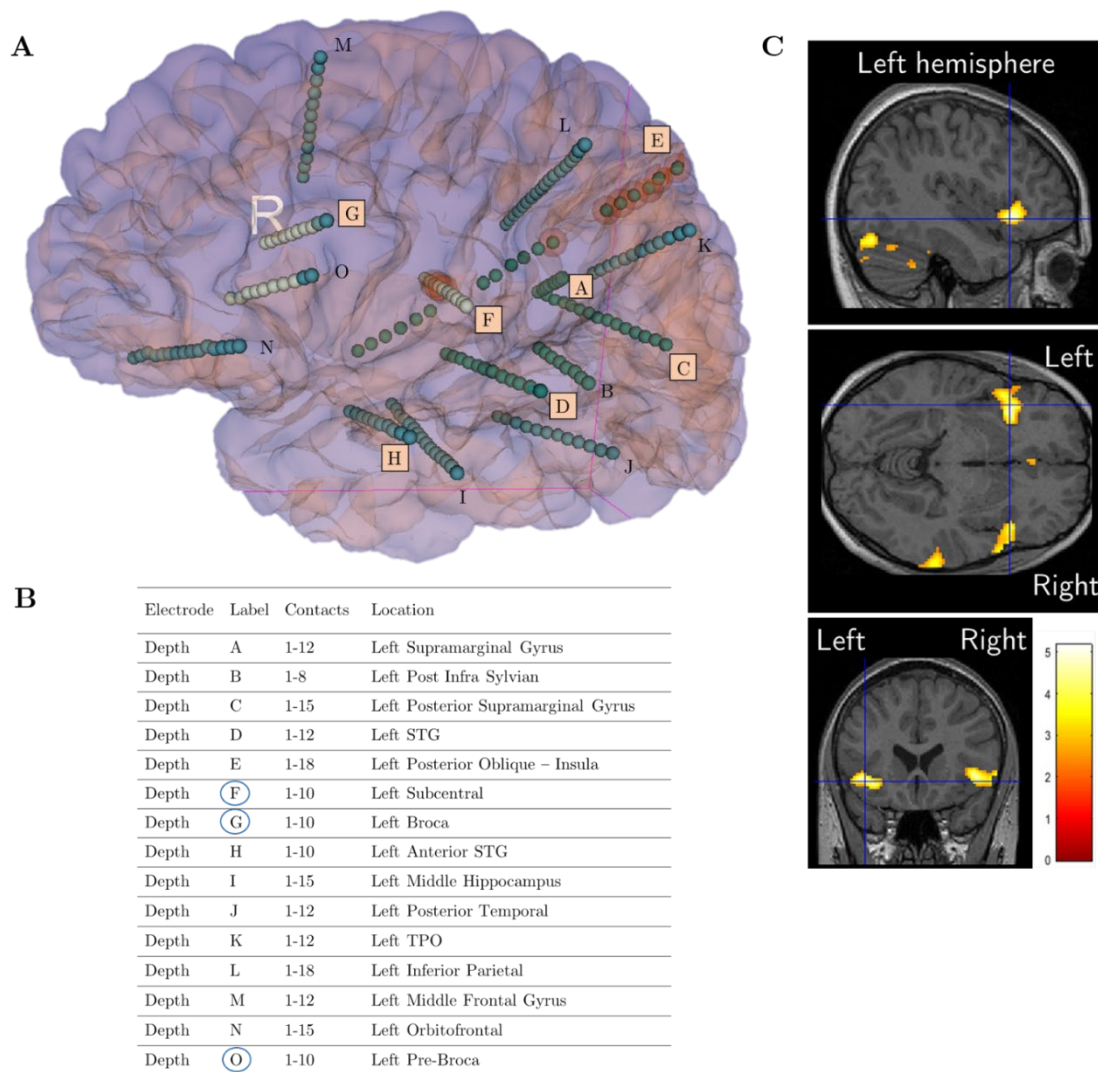 A
M
L
E
R
G
K
O
A
F
N
C
B
D
H
J
I
B
Electrode Label Contacts Location
Depth A 1-12 Left Supramarginal Gyrus
Depth B 1-8 Left Post Infra Sylvian
Depth C 1-15 Left Posterior Supramarginal Gyrus
Depth D 1-12 Left STG
Depth E 1-18 Left Posterior Oblique – Insula
Depth F 1-10 Left Subcentral
Depth G 1-10 Left Broca
Depth H 1-10 Left Anterior STG
Depth I 1-15 Left Middle Hippocampus
Depth J 1-12 Left Posterior Temporal
Depth K 1-12 Left TPO
Depth L 1-18 Left Inferior Parietal
Depth M 1-12 Left Middle Frontal Gyrus
Depth N 1-15 Left Orbitofrontal
Depth O 1-10 Left Pre-Broca
C
Left hemisphere
Left
Right
Left Right
5
4
3
2
1
0